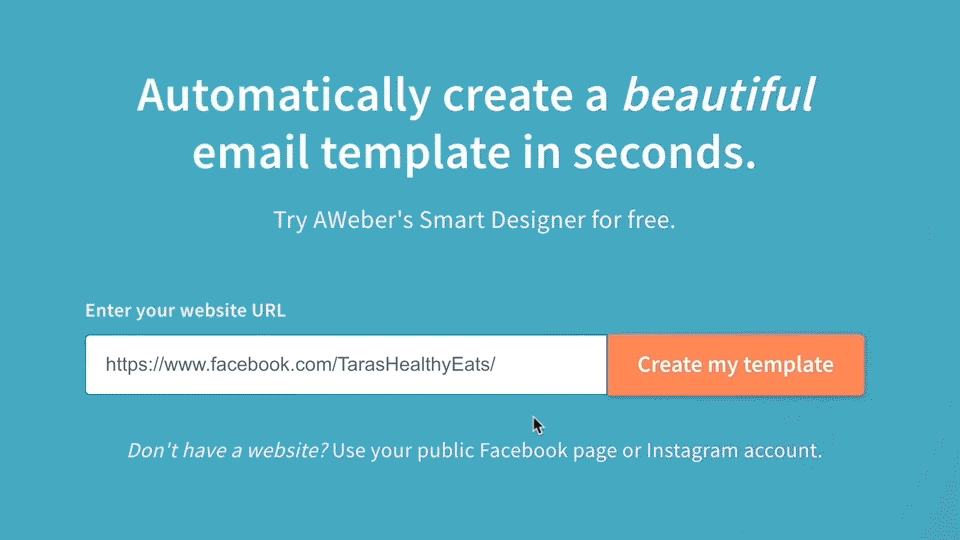 Automatically create a beautiful
email template in seconds.
Try AWeber's Smart Designer for free.
Enter your website URL
https://www.facebook.com/TarasHealthyEats/
Create my template
Don't have a website? Use your public Facebook page or Instagram account.